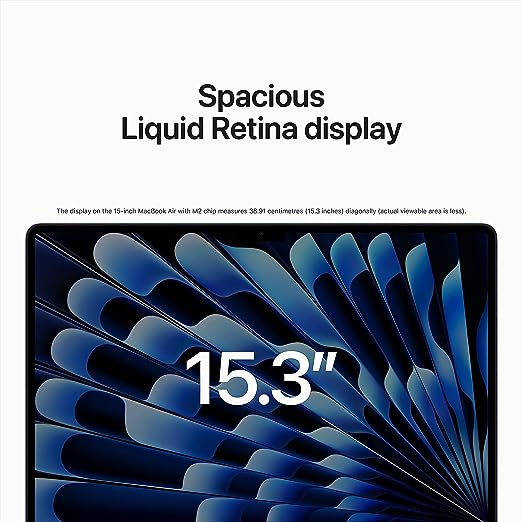 Spacious
Liquid Retina display
The display on the 15-inch MacBook Air with M2 chip measures 38.91 centimetres (15.3 inches) diagonally (actual viewable area is less).
15.3″